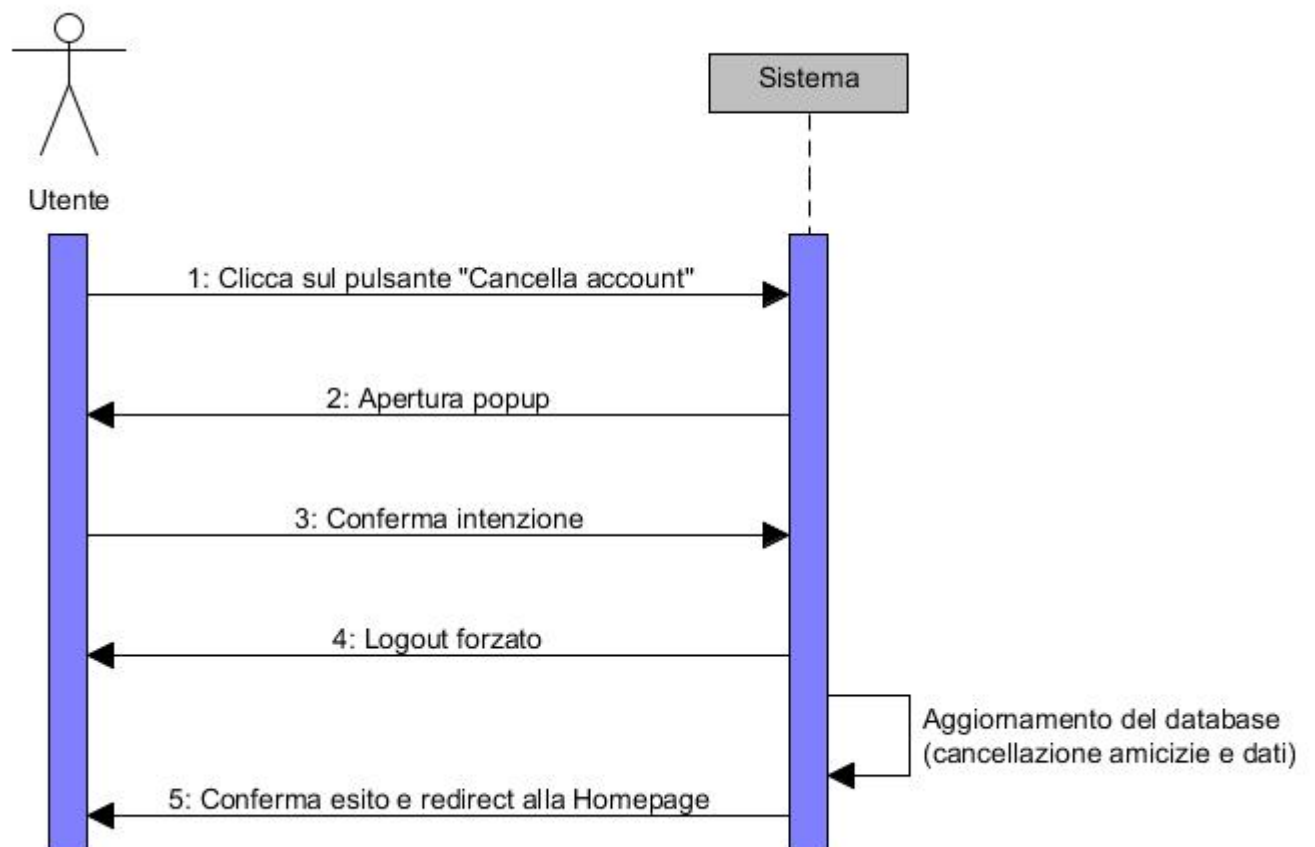 Sistema
Utente
1: Clicca sul pulsante "Cancella account"
2: Apertura popup
3: Conferma intenzione
4: Logout forzato
Aggiornamento del database
(cancellazione amicizie e dati)
5: Conferma esito e redirect alla Homepage